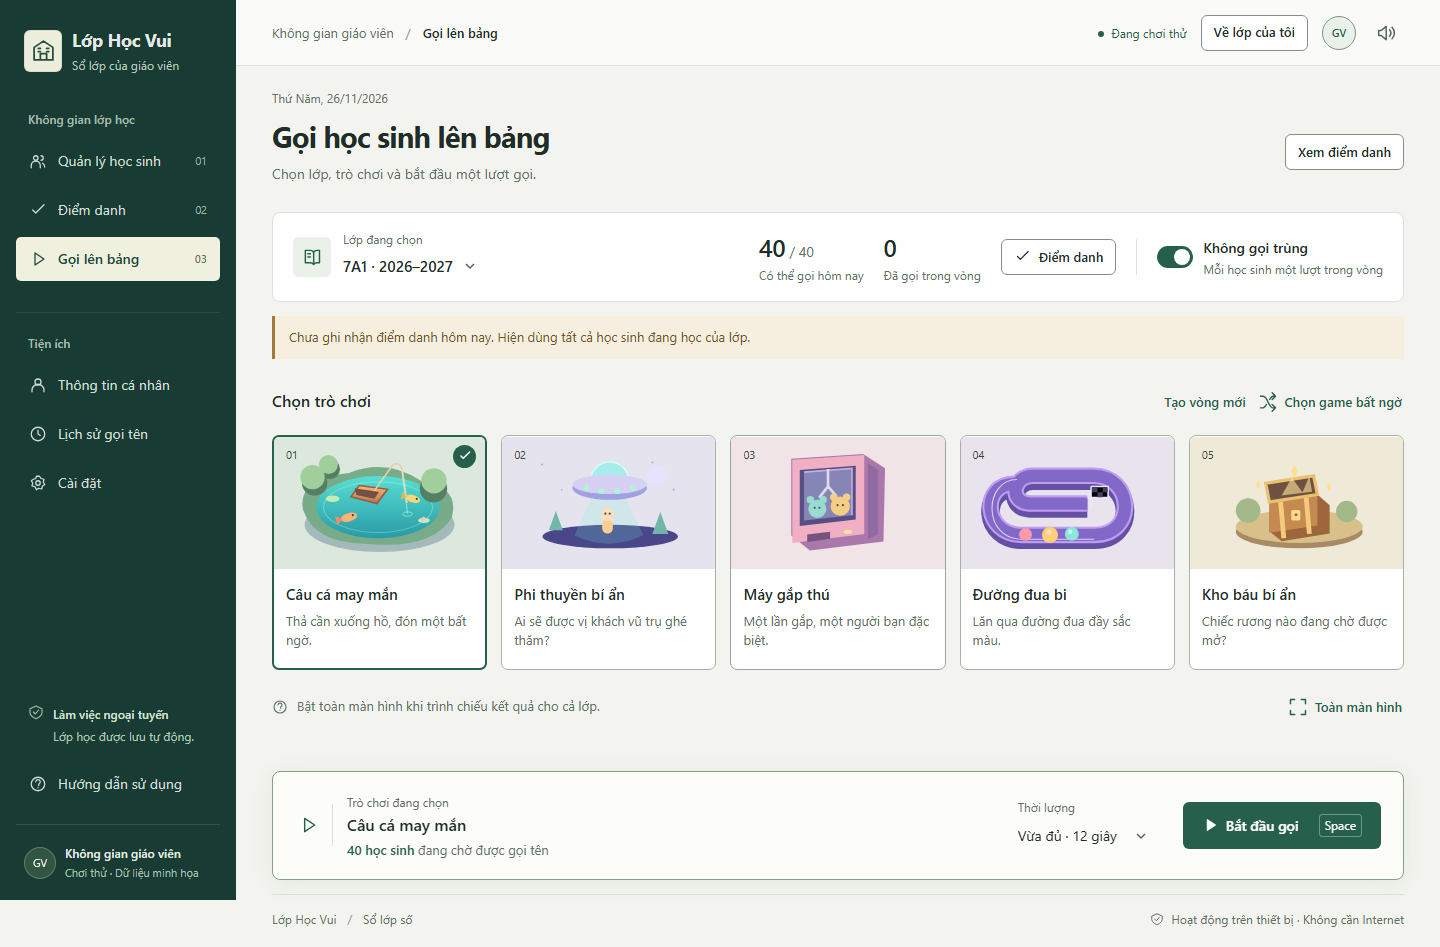 Lớp Học Vui
Sổ lớp của giáo viên
Không gian lớp học
Quản lý học sinh 01
Điểm danh 02
Gọi lên bảng 03
Tiện ích
Thông tin cá nhân
Lịch sử gọi tên
Cài đặt
Làm việc ngoại tuyến
Lớp học được lưu tự động.
Hướng dẫn sử dụng
GV
Không gian giáo viên
Chơi thử · Dữ liệu minh họa
Không gian giáo viên / Gọi lên bảng
Đang chơi thử
Về lớp của tôi
GV
Thứ Năm, 26/11/2026
Gọi học sinh lên bảng
Chọn lớp, trò chơi và bắt đầu một lượt gọi.
Xem điểm danh
Lớp đang chọn
7A1 · 2026–2027
40 / 40
Có thể gọi hôm nay
0
Đã gọi trong vòng
Điểm danh
Không gọi trùng
Mỗi học sinh một lượt trong vòng
Chưa ghi nhận điểm danh hôm nay. Hiện dùng tất cả học sinh đang học của lớp.
Chọn trò chơi
Tạo vòng mới
Chọn game bất ngờ
01
Câu cá may mắn
Thả cần xuống hồ, đón một bất
ngờ.
02
Phi thuyền bí ẩn
Ai sẽ được vị khách vũ trụ ghé
thăm?
03
Máy gắp thú
Một lần gắp, một người bạn đặc
biệt.
04
Đường đua bi
Lăn qua đường đua đầy sắc
màu.
05
Kho báu bí ẩn
Chiếc rương nào đang chờ được
mở?
Bật toàn màn hình khi trình chiếu kết quả cho cả lớp.
Toàn màn hình
Trò chơi đang chọn
Câu cá may mắn
40 học sinh đang chờ được gọi tên
Thời lượng
Vừa đủ · 12 giây
Bắt đầu gọi Space
Lớp Học Vui / Sổ lớp số
Hoạt động trên thiết bị · Không cần Internet